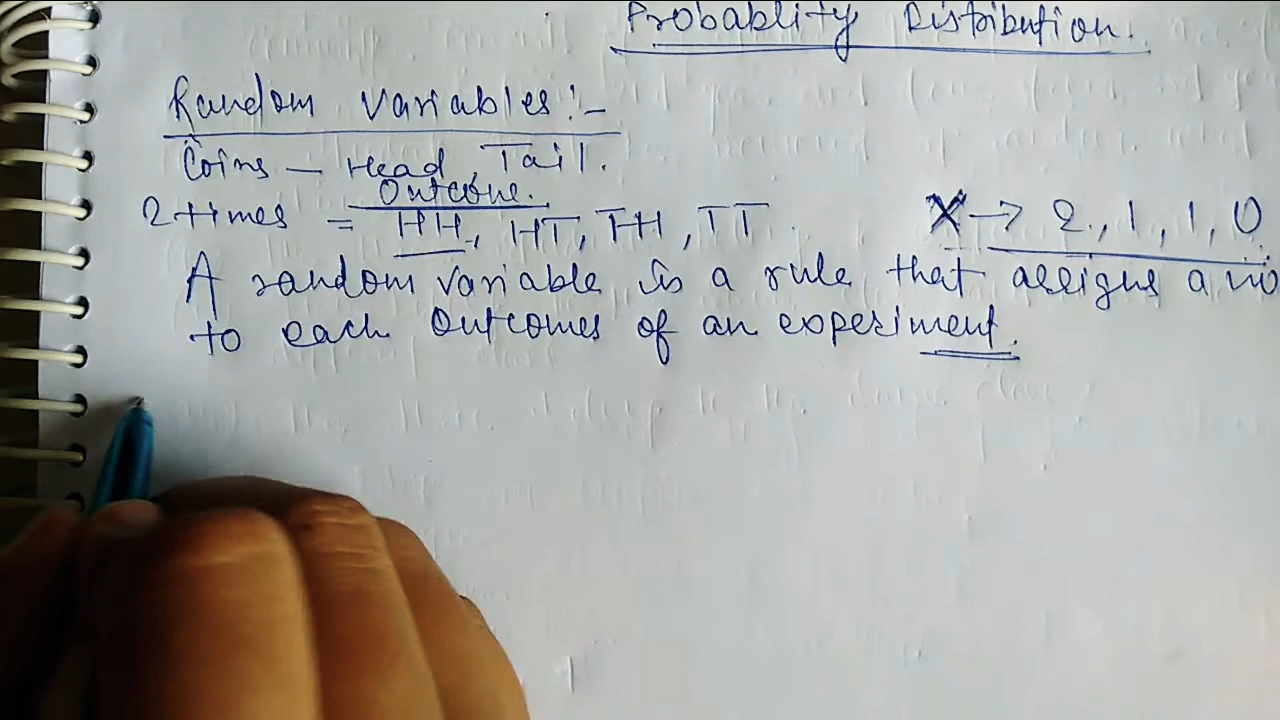 Probablity Distribution.
Random Variables:-
Coins — Head, Tail.
Outcome.
2 times = HH, HT, TH, TT. X → 2, 1, 1, 0
A random variable is a rule that assigns a no
to each outcomes of an experiment.